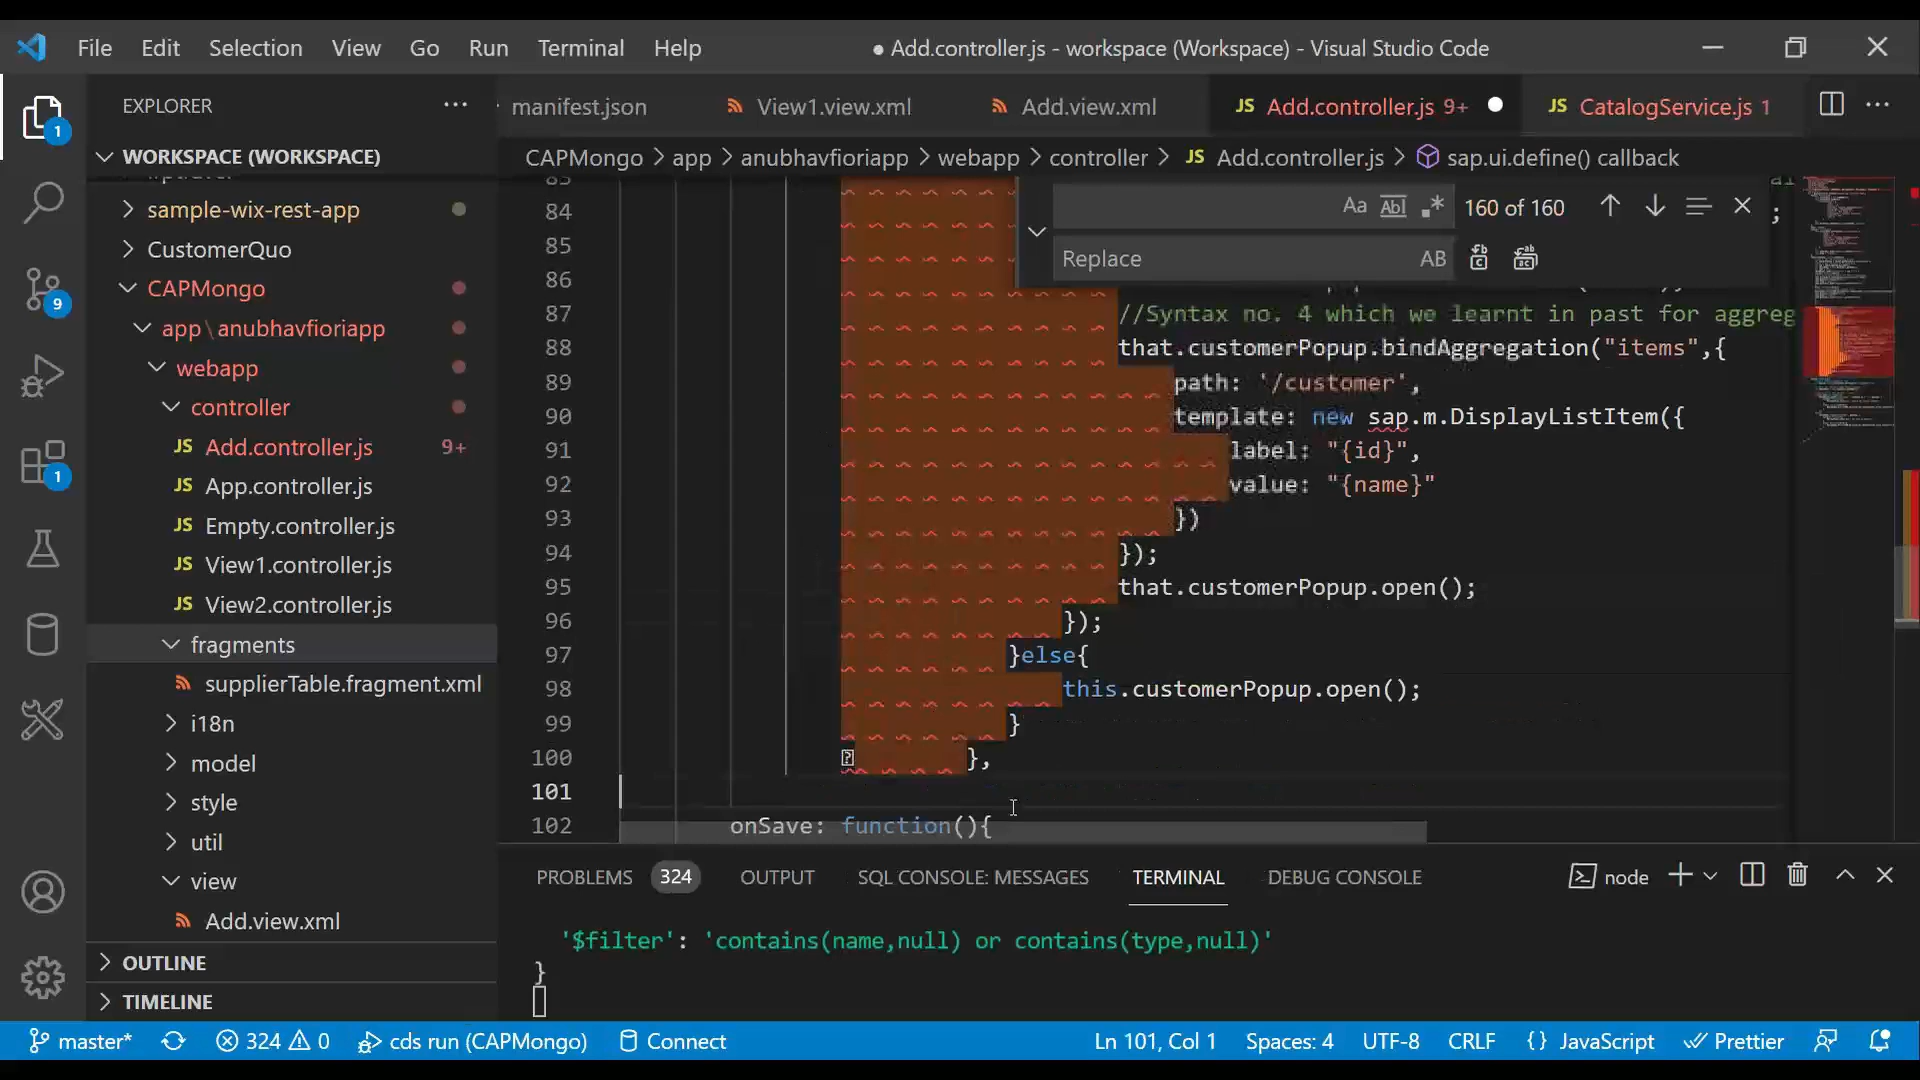 File Edit Selection View Go Run Terminal Help
● Add.controller.js - workspace (Workspace) - Visual Studio Code
EXPLORER
manifest.json View1.view.xml Add.view.xml JS Add.controller.js 9+ JS CatalogService.js 1
CAPMongo > app > anubhavfioriapp > webapp > controller > JS Add.controller.js > sap.ui.define() callback
WORKSPACE (WORKSPACE)
sample-wix-rest-app
CustomerQuo
CAPMongo
app\anubhavfioriapp
webapp
controller
JS Add.controller.js 9+
JS App.controller.js
JS Empty.controller.js
JS View1.controller.js
JS View2.controller.js
fragments
supplierTable.fragment.xml
i18n
model
style
util
view
Add.view.xml
OUTLINE
TIMELINE
1
9
1
Aa Abl .* 160 of 160
Replace AB
83
84 ;
85
86
87 //Syntax no. 4 which we learnt in past for aggreg
88 that.customerPopup.bindAggregation("items",{
89 path: '/customer',
90 template: new sap.m.DisplayListItem({
91 label: "{id}",
92 value: "{name}"
93 })
94 });
95 that.customerPopup.open();
96 });
97 }else{
98 this.customerPopup.open();
99 }
100 },
101
102 onSave: function(){
PROBLEMS 324 OUTPUT SQL CONSOLE: MESSAGES TERMINAL DEBUG CONSOLE node
'$filter': 'contains(name,null) or contains(type,null)'
}
master* 324 0 cds run (CAPMongo) Connect Ln 101, Col 1 Spaces: 4 UTF-8 CRLF {} JavaScript Prettier